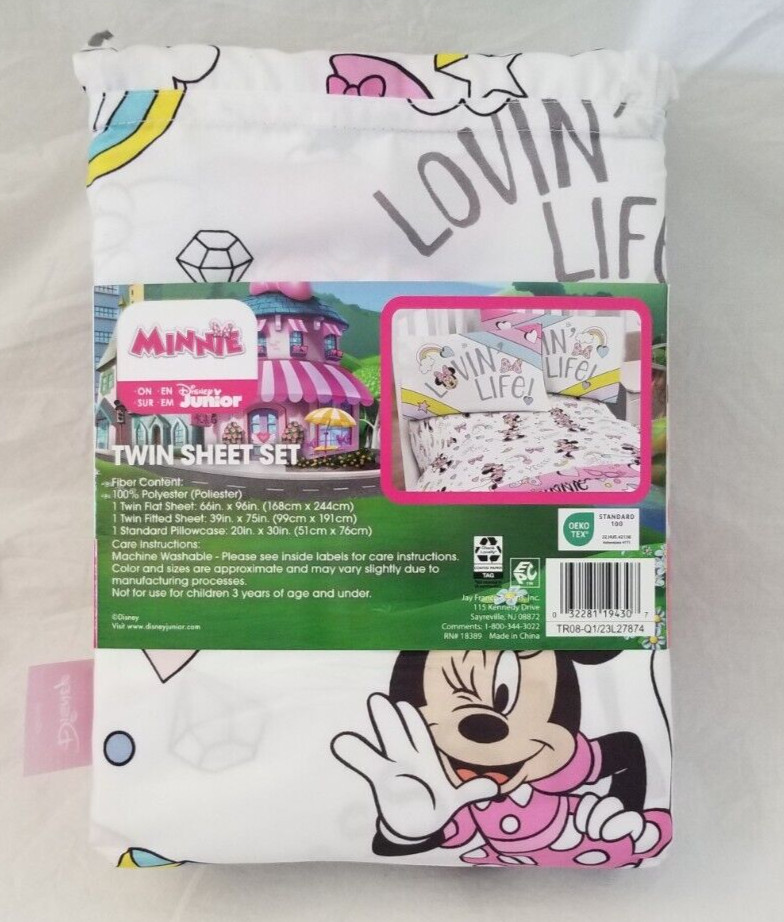 LOVIN'
LIFE
MINNIE
·ON ·EN Disney
·SUR ·EM Junior
LOVIN'
LIFE!
IN'
LIFE!
TWIN SHEET SET
Fiber Content:
100% Polyester (Poliester)
1 Twin Flat Sheet: 66in. x 96in. (168cm x 244cm)
1 Twin Fitted Sheet: 39in. x 75in. (99cm x 191cm)
1 Standard Pillowcase: 20in. x 30in. (51cm x 76cm)
Care Instructions:
Machine Washable - Please see inside labels for care instructions.
Color and sizes are approximate and may vary slightly due to
manufacturing processes.
Not for use for children 3 years of age and under.
©Disney
Visit www.disneyjunior.com
TAG
OEKO
TEX®
STANDARD
100
Jay Inc.
115 Kennedy Drive
Sayreville, NJ 08872
Comments: 1-800-344-3022
RN# 18389 Made in China
0 32281 19430 7
TR08-Q1/23L27874
Disney